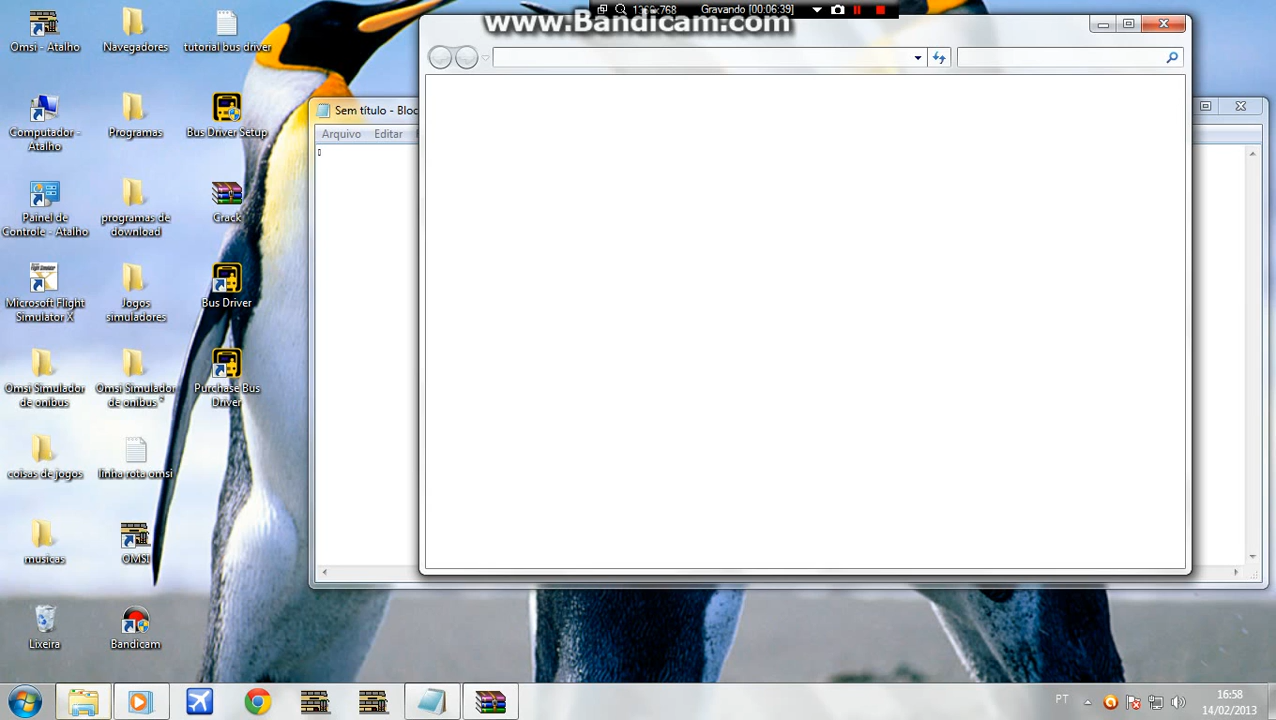 www.Bandicam.com
1366x768
Gravando [00:06:39]
Omsi - Atalho
Navegadores
tutorial bus driver
Sem título - Bloc
Arquivo
Editar
Computador -
Atalho
Programas
Bus Driver Setup
Painel de
Controle - Atalho
programas de
download
Crack
Microsoft Flight
Simulator X
Jogos
simuladores
Bus Driver
Omsi Simulador
de onibus
Omsi Simulador
de onibus *
Purchase Bus
Driver
coisas de jogos
linha rota omsi
musicas
OMSI
Lixeira
Bandicam
PT
16:58
14/02/2013